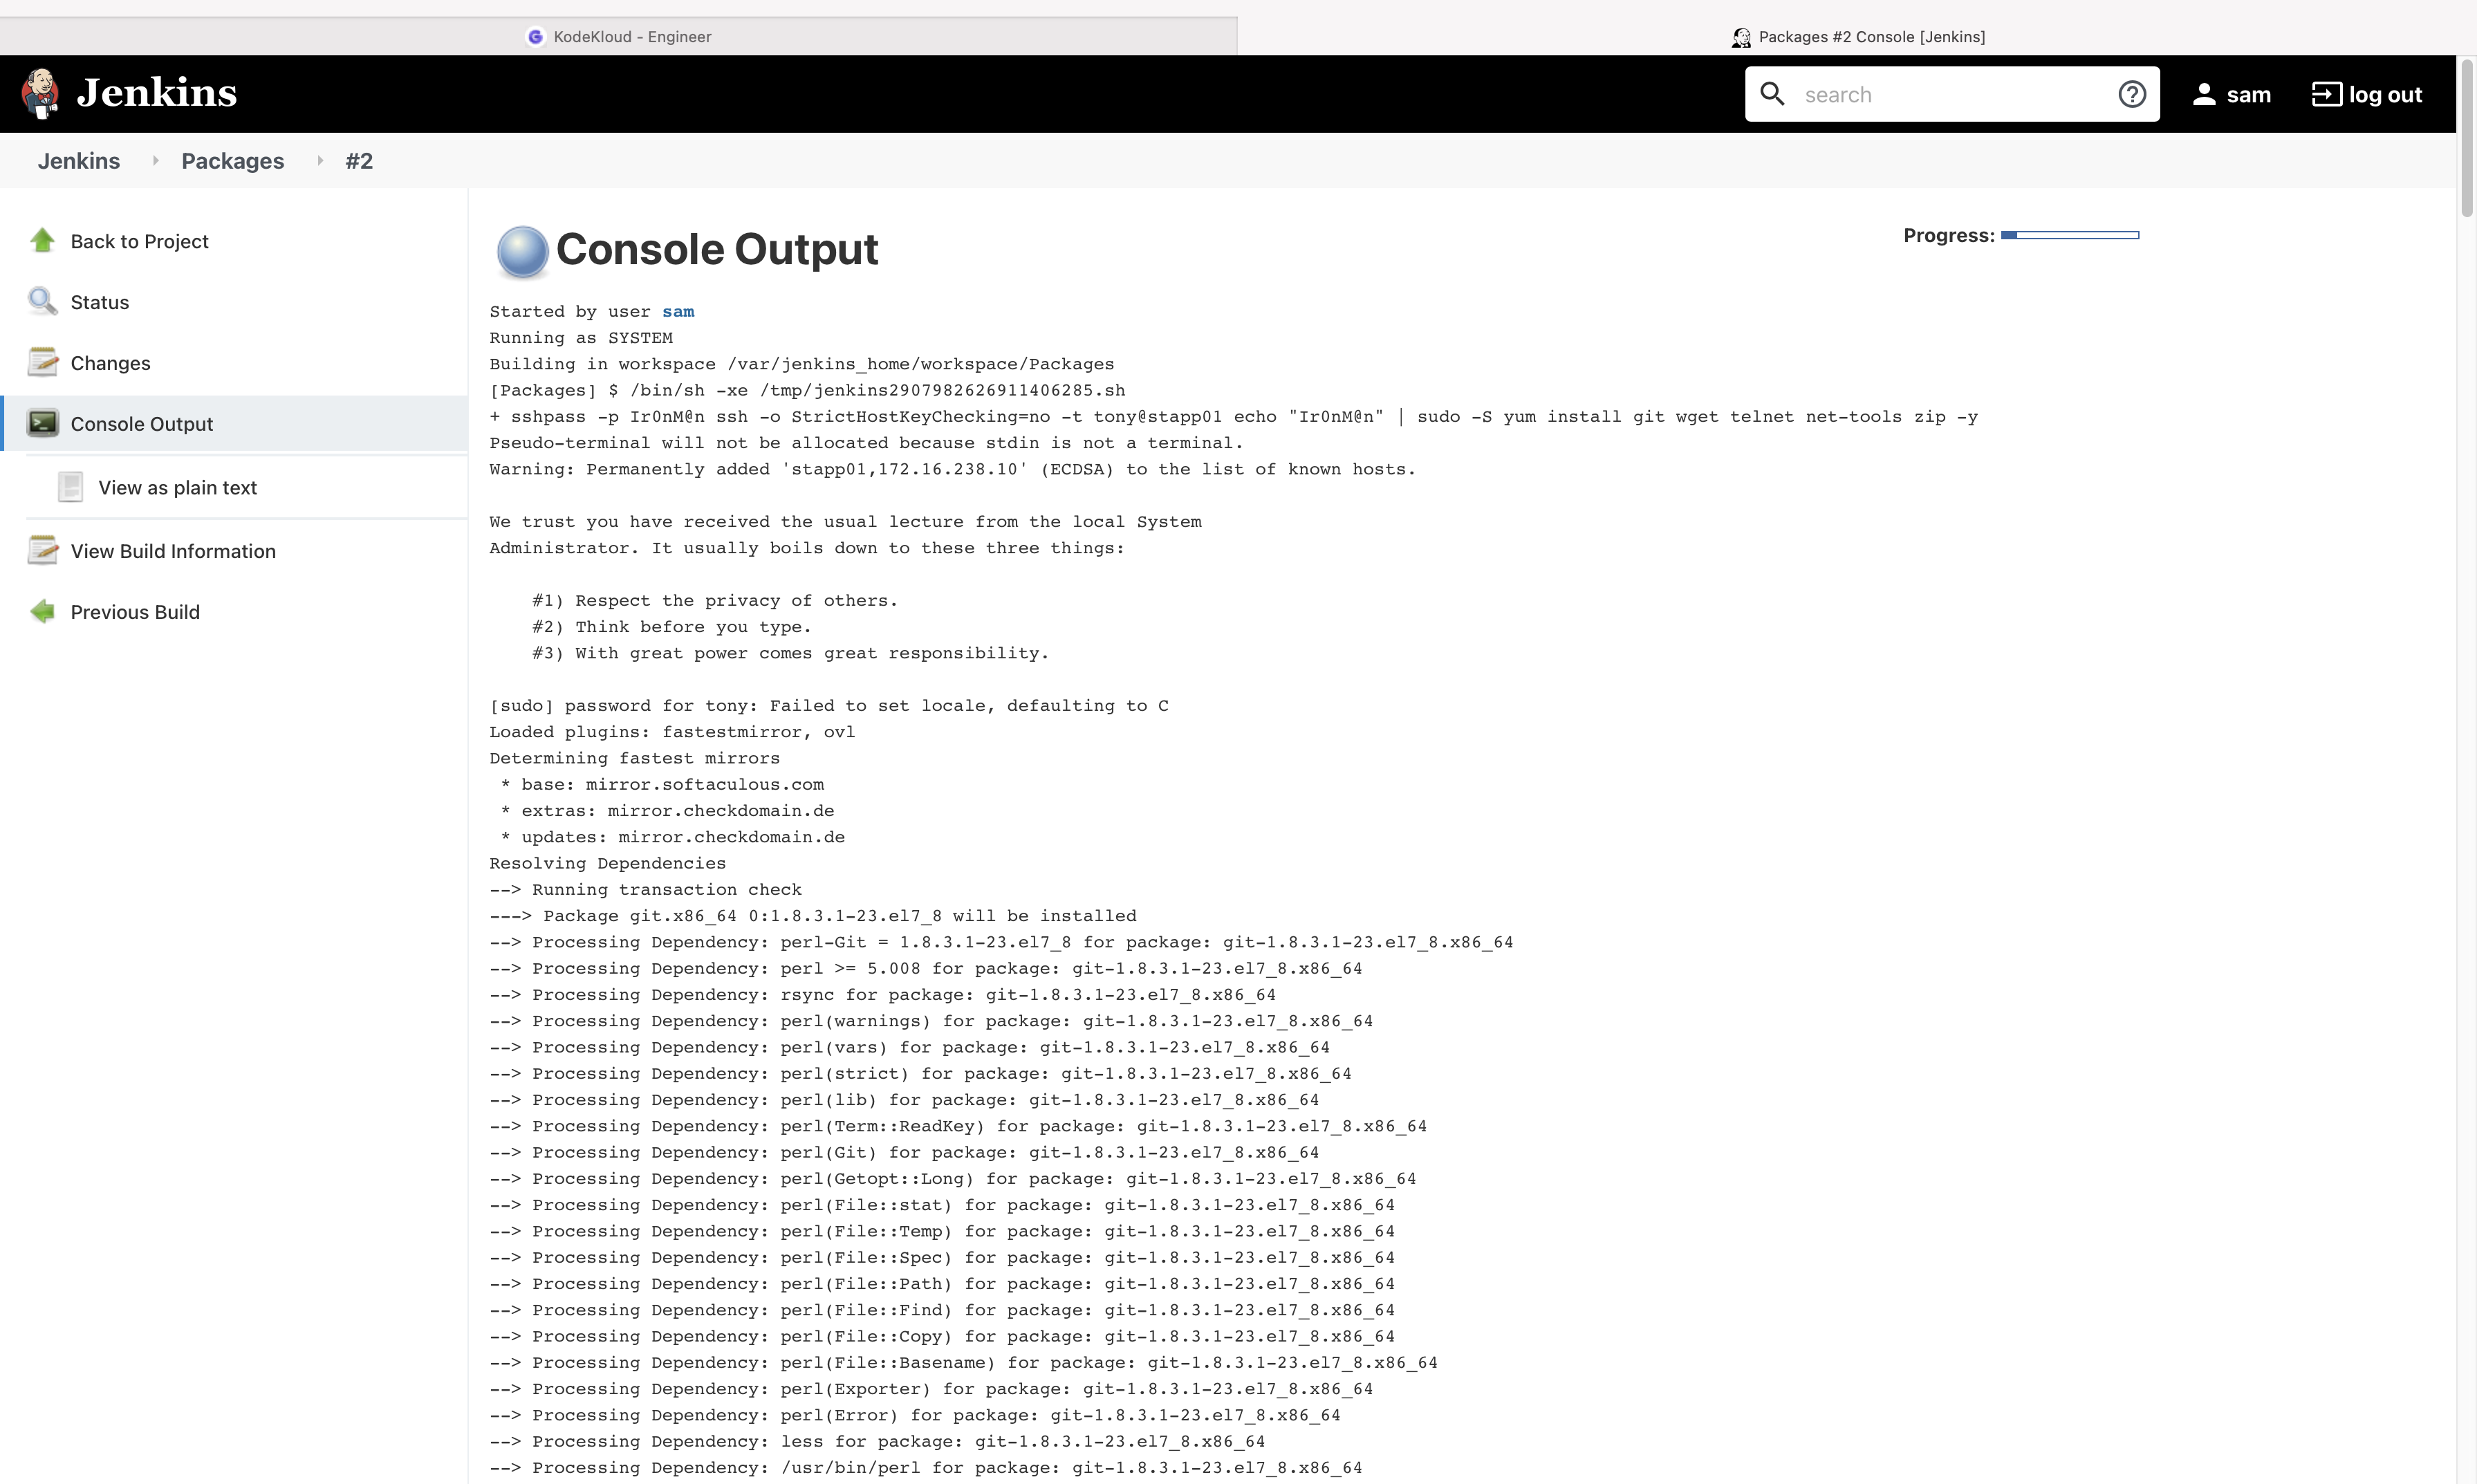 KodeKloud - Engineer
Packages #2 Console [Jenkins]
Jenkins
search
sam
log out
Jenkins
Packages
#2
Back to Project
Status
Changes
Console Output
View as plain text
View Build Information
Previous Build
Console Output
Progress:
Started by user sam
Running as SYSTEM
Building in workspace /var/jenkins_home/workspace/Packages
[Packages] $ /bin/sh -xe /tmp/jenkins2907982626911406285.sh
+ sshpass -p Ir0nM@n ssh -o StrictHostKeyChecking=no -t tony@stapp01 echo "Ir0nM@n" | sudo -S yum install git wget telnet net-tools zip -y
Pseudo-terminal will not be allocated because stdin is not a terminal.
Warning: Permanently added 'stapp01,172.16.238.10' (ECDSA) to the list of known hosts.
We trust you have received the usual lecture from the local System
Administrator. It usually boils down to these three things:
#1) Respect the privacy of others.
#2) Think before you type.
#3) With great power comes great responsibility.
[sudo] password for tony: Failed to set locale, defaulting to C
Loaded plugins: fastestmirror, ovl
Determining fastest mirrors
* base: mirror.softaculous.com
* extras: mirror.checkdomain.de
* updates: mirror.checkdomain.de
Resolving Dependencies
--> Running transaction check
---> Package git.x86_64 0:1.8.3.1-23.el7_8 will be installed
--> Processing Dependency: perl-Git = 1.8.3.1-23.el7_8 for package: git-1.8.3.1-23.el7_8.x86_64
--> Processing Dependency: perl >= 5.008 for package: git-1.8.3.1-23.el7_8.x86_64
--> Processing Dependency: rsync for package: git-1.8.3.1-23.el7_8.x86_64
--> Processing Dependency: perl(warnings) for package: git-1.8.3.1-23.el7_8.x86_64
--> Processing Dependency: perl(vars) for package: git-1.8.3.1-23.el7_8.x86_64
--> Processing Dependency: perl(strict) for package: git-1.8.3.1-23.el7_8.x86_64
--> Processing Dependency: perl(lib) for package: git-1.8.3.1-23.el7_8.x86_64
--> Processing Dependency: perl(Term::ReadKey) for package: git-1.8.3.1-23.el7_8.x86_64
--> Processing Dependency: perl(Git) for package: git-1.8.3.1-23.el7_8.x86_64
--> Processing Dependency: perl(Getopt::Long) for package: git-1.8.3.1-23.el7_8.x86_64
--> Processing Dependency: perl(File::stat) for package: git-1.8.3.1-23.el7_8.x86_64
--> Processing Dependency: perl(File::Temp) for package: git-1.8.3.1-23.el7_8.x86_64
--> Processing Dependency: perl(File::Spec) for package: git-1.8.3.1-23.el7_8.x86_64
--> Processing Dependency: perl(File::Path) for package: git-1.8.3.1-23.el7_8.x86_64
--> Processing Dependency: perl(File::Find) for package: git-1.8.3.1-23.el7_8.x86_64
--> Processing Dependency: perl(File::Copy) for package: git-1.8.3.1-23.el7_8.x86_64
--> Processing Dependency: perl(File::Basename) for package: git-1.8.3.1-23.el7_8.x86_64
--> Processing Dependency: perl(Exporter) for package: git-1.8.3.1-23.el7_8.x86_64
--> Processing Dependency: perl(Error) for package: git-1.8.3.1-23.el7_8.x86_64
--> Processing Dependency: less for package: git-1.8.3.1-23.el7_8.x86_64
--> Processing Dependency: /usr/bin/perl for package: git-1.8.3.1-23.el7_8.x86_64